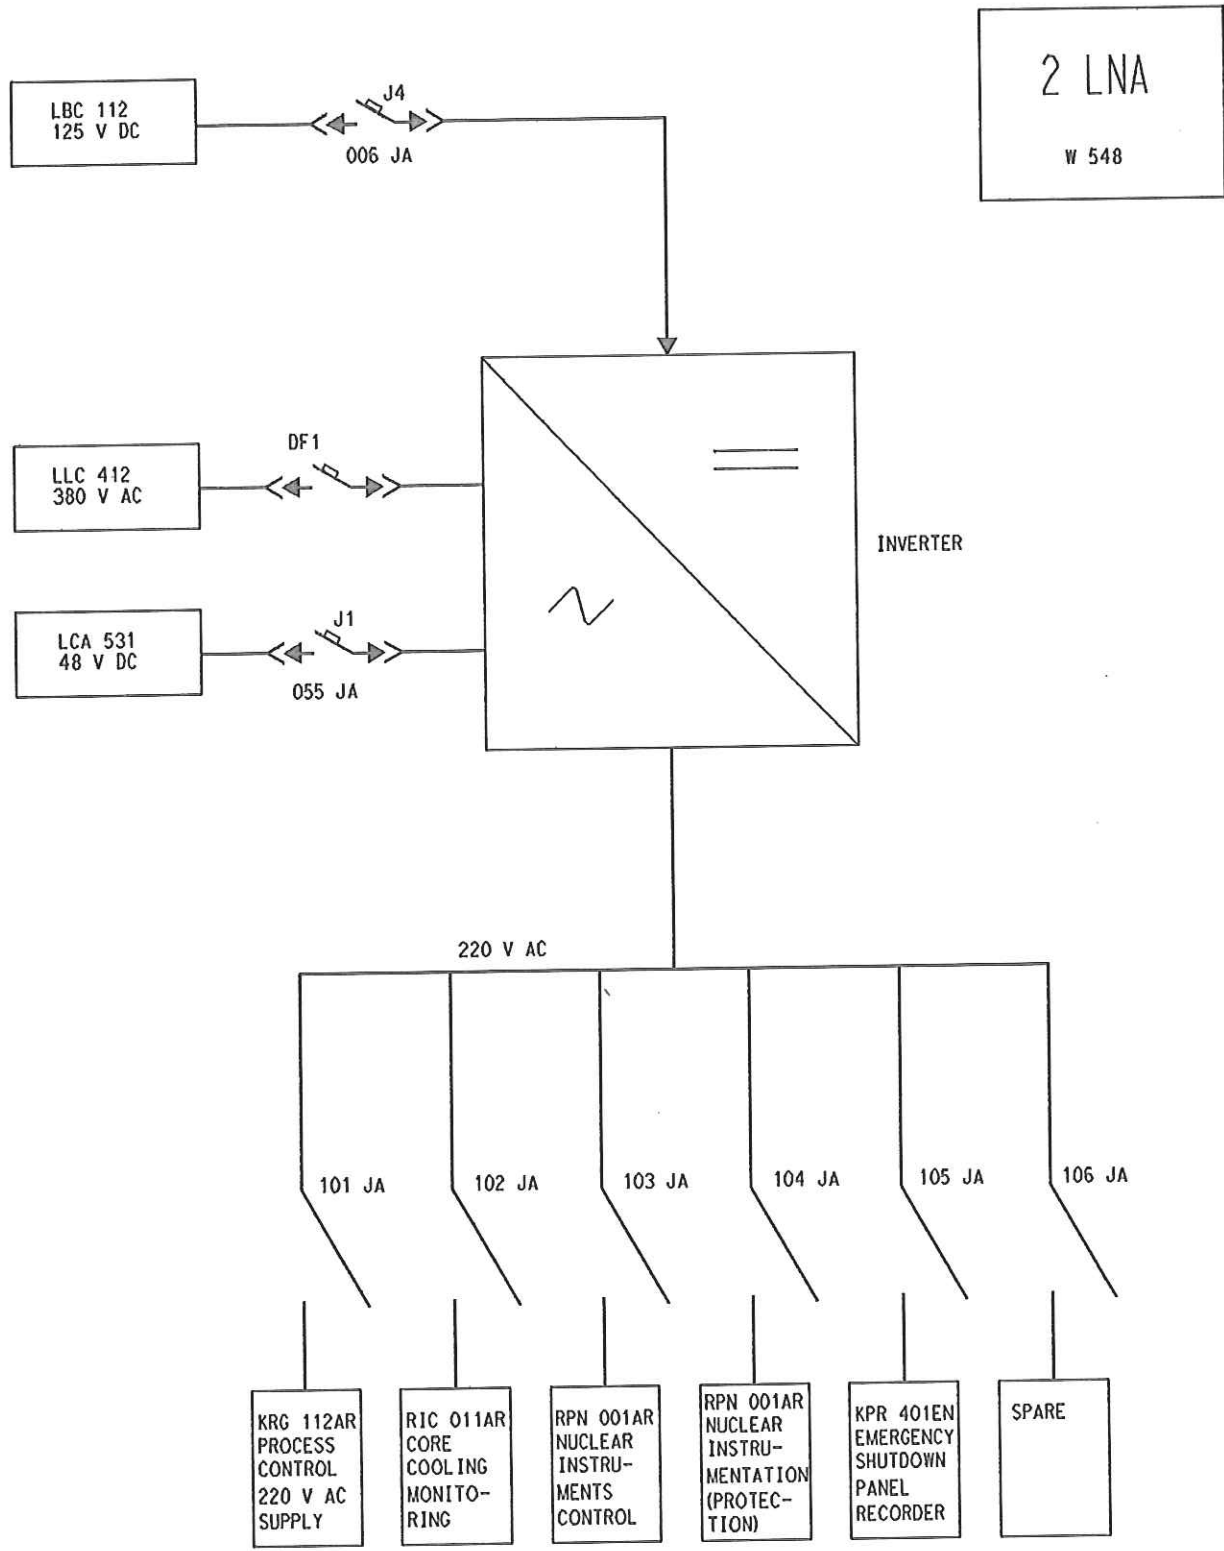 2 LNA
W 548
LBC 112
125 V DC
J4
006 JA
LLC 412
380 V AC
DF1
INVERTER
LCA 531
48 V DC
J1
055 JA
220 V AC
101 JA
102 JA
103 JA
104 JA
105 JA
106 JA
KRG 112AR
PROCESS
CONTROL
220 V AC
SUPPLY
RIC 011AR
CORE
COOLING
MONITO-
RING
RPN 001AR
NUCLEAR
INSTRU-
MENTS
CONTROL
RPN 001AR
NUCLEAR
INSTRU-
MENTATION
(PROTEC-
TION)
KPR 401EN
EMERGENCY
SHUTDOWN
PANEL
RECORDER
SPARE